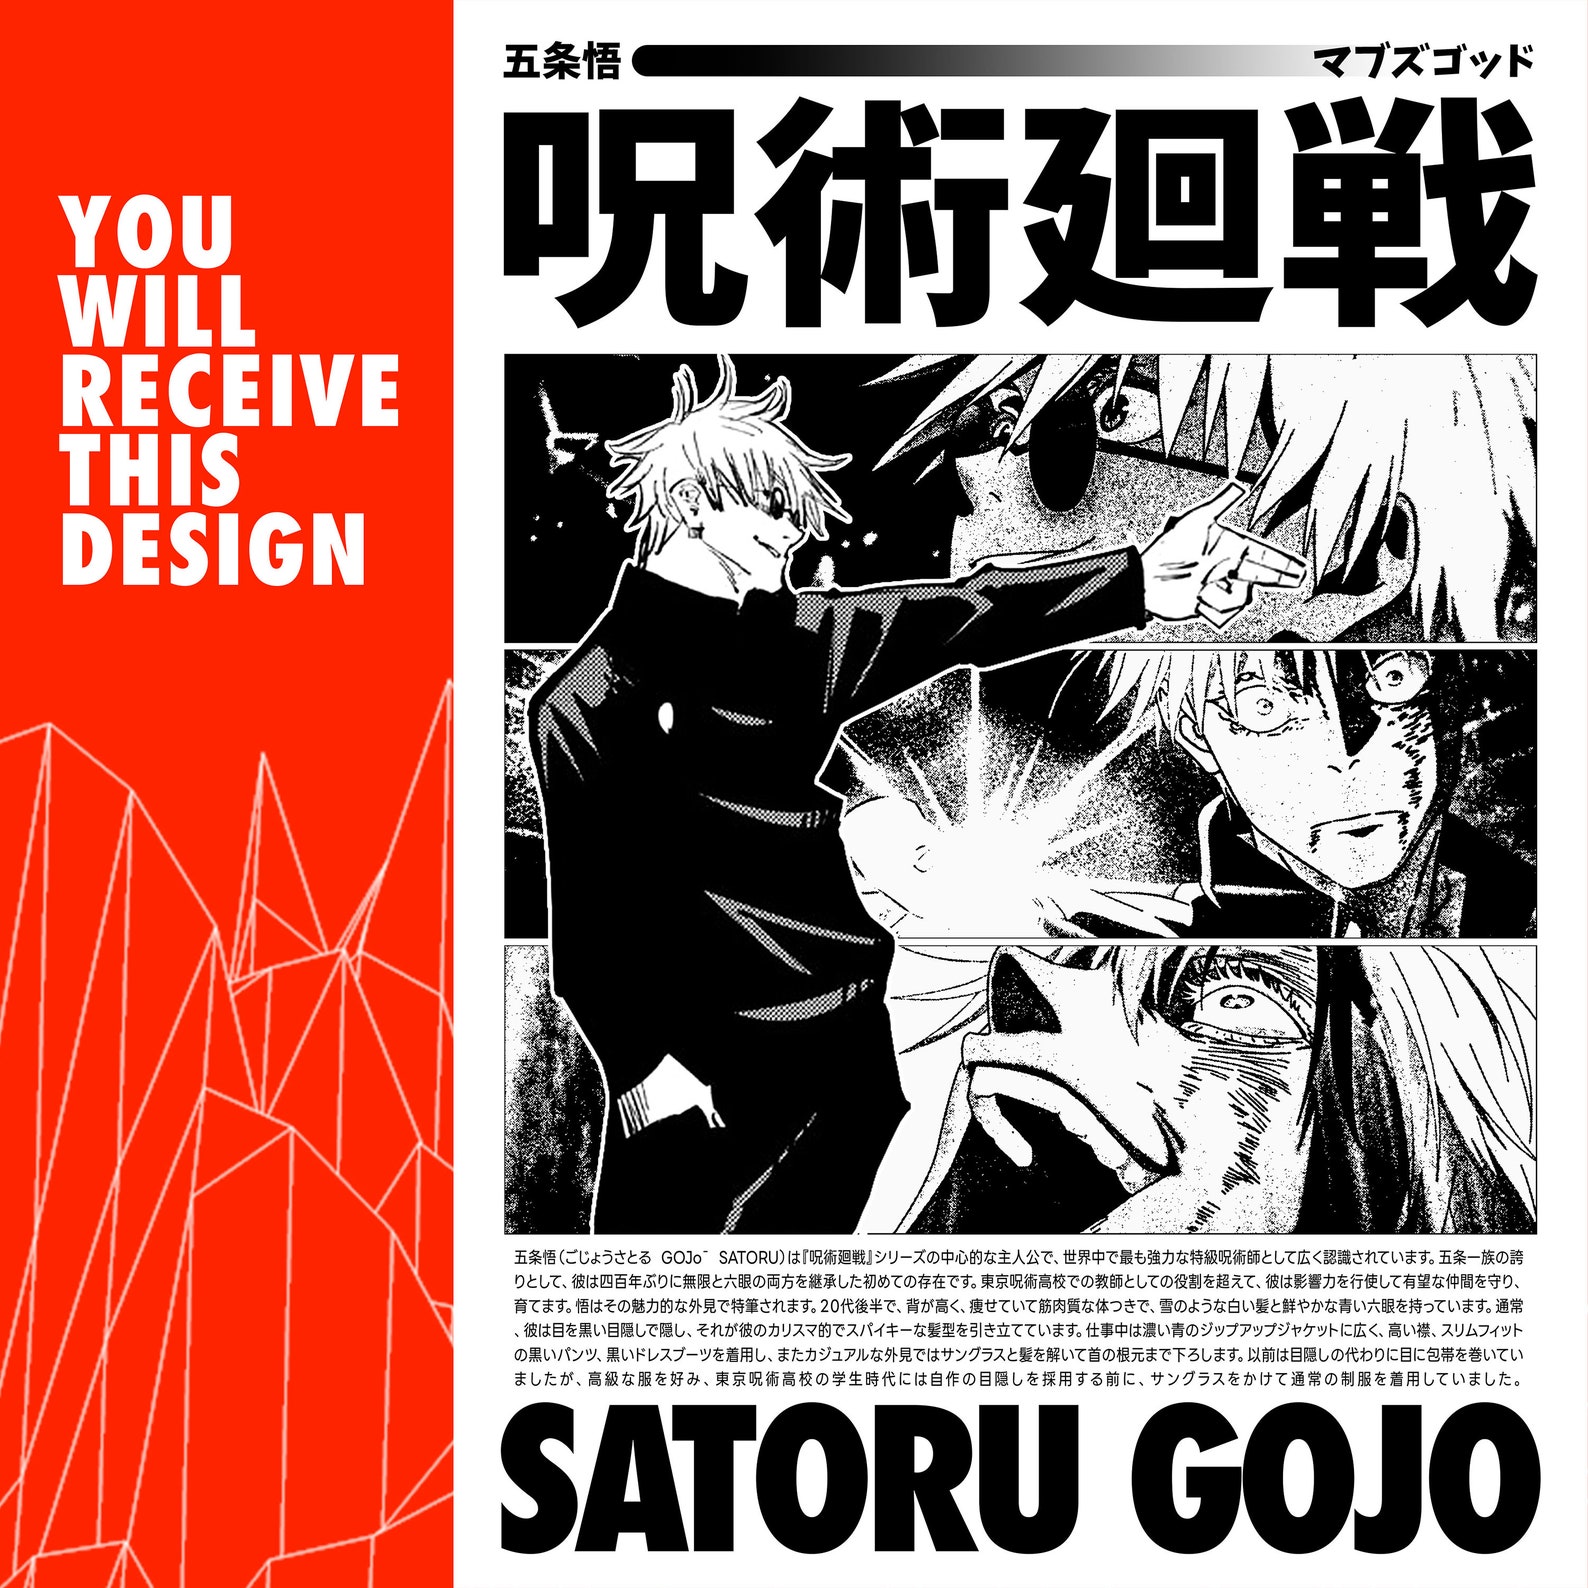 YOU
WILL
RECEIVE
THIS
DESIGN
五条悟
マブズゴッド
呪術廻戦
五条悟(ごじょうさとる GOJo¯ SATORU)は『呪術廻戦』シリーズの中心的な主人公で、世界中で最も強力な特級呪術師として広く認識されています。五条一族の誇
りとして、彼は四百年ぶりに無限と六眼の両方を継承した初めての存在です。東京呪術高校での教師としての役割を超えて、彼は影響力を行使して有望な仲間を守り、
育てます。悟はその魅力的な外見で特筆されます。20代後半で、背が高く、痩せていて筋肉質な体つきで、雪のような白い髪と鮮やかな青い六眼を持っています。通常
、彼は目を黒い目隠しで隠し、それが彼のカリスマ的でスパイキーな髪型を引き立てています。仕事中は濃い青のジップアップジャケットに広く、高い襟、スリムフィット
の黒いパンツ、黒いドレスブーツを着用し、またカジュアルな外見ではサングラスと髪を解いて首の根元まで下ろします。以前は目隠しの代わりに目に包帯を巻いてい
ましたが、高級な服を好み、東京呪術高校の学生時代には自作の目隠しを採用する前に、サングラスをかけて通常の制服を着用していました。
SATORU GOJO